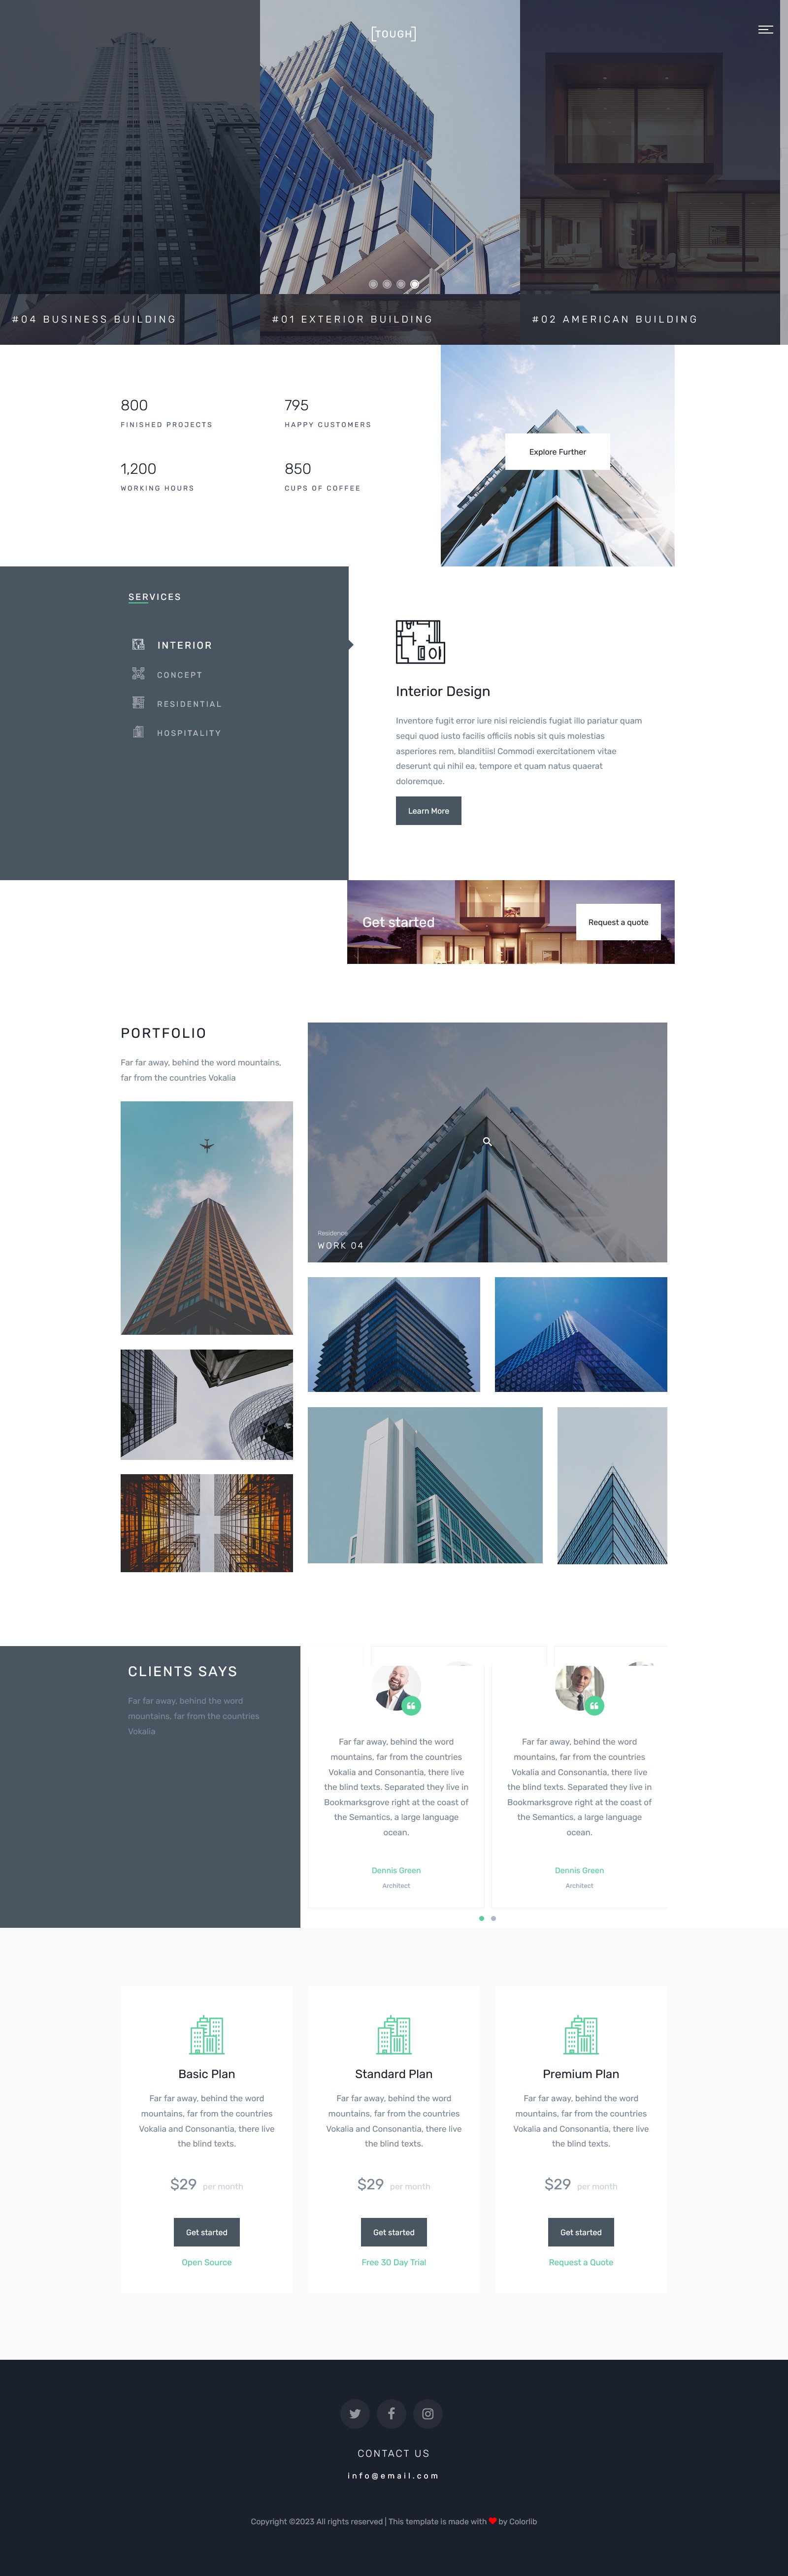 [TOUGH]
#04 BUSINESS BUILDING
#01 EXTERIOR BUILDING
#02 AMERICAN BUILDING
800
FINISHED PROJECTS
795
HAPPY CUSTOMERS
1,200
WORKING HOURS
850
CUPS OF COFFEE
Explore Further
SERVICES
INTERIOR
CONCEPT
RESIDENTIAL
HOSPITALITY
Interior Design
Inventore fugit error iure nisi reiciendis fugiat illo pariatur quam
sequi quod iusto facilis officiis nobis sit quis molestias
asperiores rem, blanditiis! Commodi exercitationem vitae
deserunt qui nihil ea, tempore et quam natus quaerat
doloremque.
Learn More
Get started
Request a quote
PORTFOLIO
Far far away, behind the word mountains,
far from the countries Vokalia
Residence
WORK 04
CLIENTS SAYS
Far far away, behind the word
mountains, far from the countries
Vokalia
Far far away, behind the word
mountains, far from the countries
Vokalia and Consonantia, there live
the blind texts. Separated they live in
Bookmarksgrove right at the coast of
the Semantics, a large language
ocean.
Dennis Green
Architect
Far far away, behind the word
mountains, far from the countries
Vokalia and Consonantia, there live
the blind texts. Separated they live in
Bookmarksgrove right at the coast of
the Semantics, a large language
ocean.
Dennis Green
Architect
Basic Plan
Far far away, behind the word
mountains, far from the countries
Vokalia and Consonantia, there live
the blind texts.
$29 per month
Get started
Open Source
Standard Plan
Far far away, behind the word
mountains, far from the countries
Vokalia and Consonantia, there live
the blind texts.
$29 per month
Get started
Free 30 Day Trial
Premium Plan
Far far away, behind the word
mountains, far from the countries
Vokalia and Consonantia, there live
the blind texts.
$29 per month
Get started
Request a Quote
CONTACT US
info@email.com
Copyright ©2023 All rights reserved | This template is made with ♥ by Colorlib